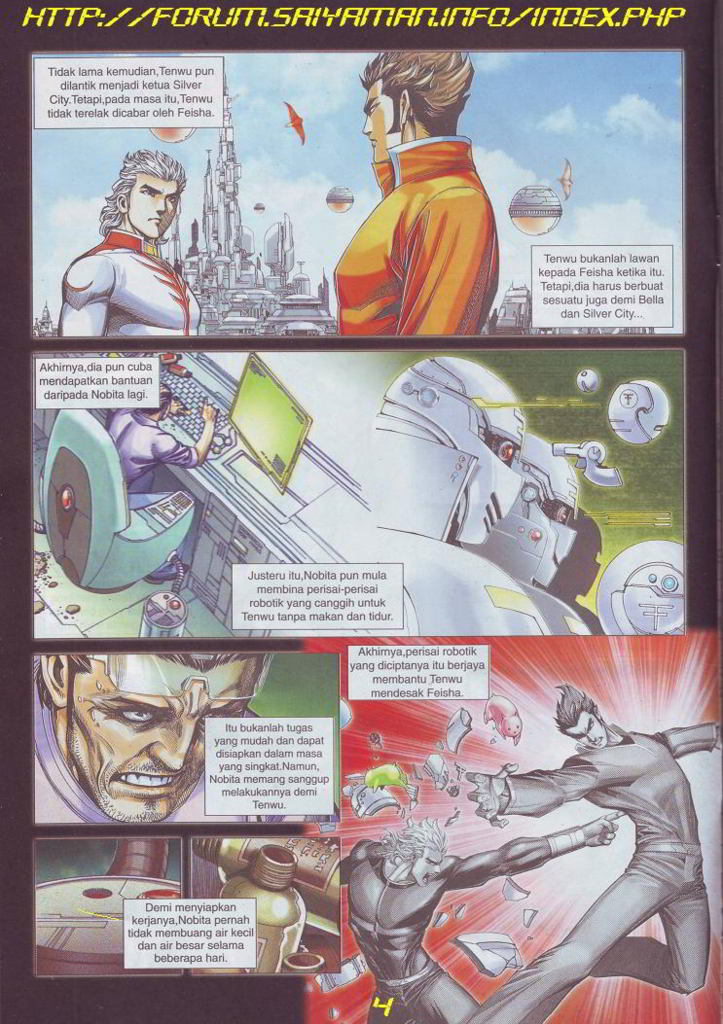 HTTP://FORUM.SAIYAMAN.INFO/INDEX.PHP
Tidak lama kemudian,Tenwu pun
dilantik menjadi ketua Silver
City.Tetapi,pada masa itu,Tenwu
tidak terelak dicabar oleh Feisha.
Tenwu bukanlah lawan
kepada Feisha ketika itu.
Tetapi,dia harus berbuat
sesuatu juga demi Bella
dan Silver City...
Akhirnya,dia pun cuba
mendapatkan bantuan
daripada Nobita lagi.
Justeru itu,Nobita pun mula
membina perisai-perisai
robotik yang canggih untuk
Tenwu tanpa makan dan tidur.
Itu bukanlah tugas
yang mudah dan dapat
disiapkan dalam masa
yang singkat.Namun,
Nobita memang sanggup
melakukannya demi
Tenwu.
Akhirnya,perisai robotik
yang diciptanya itu berjaya
membantu Tenwu
mendesak Feisha.
Demi menyiapkan
kerjanya,Nobita pernah
tidak membuang air kecil
dan air besar selama
beberapa hari.
4